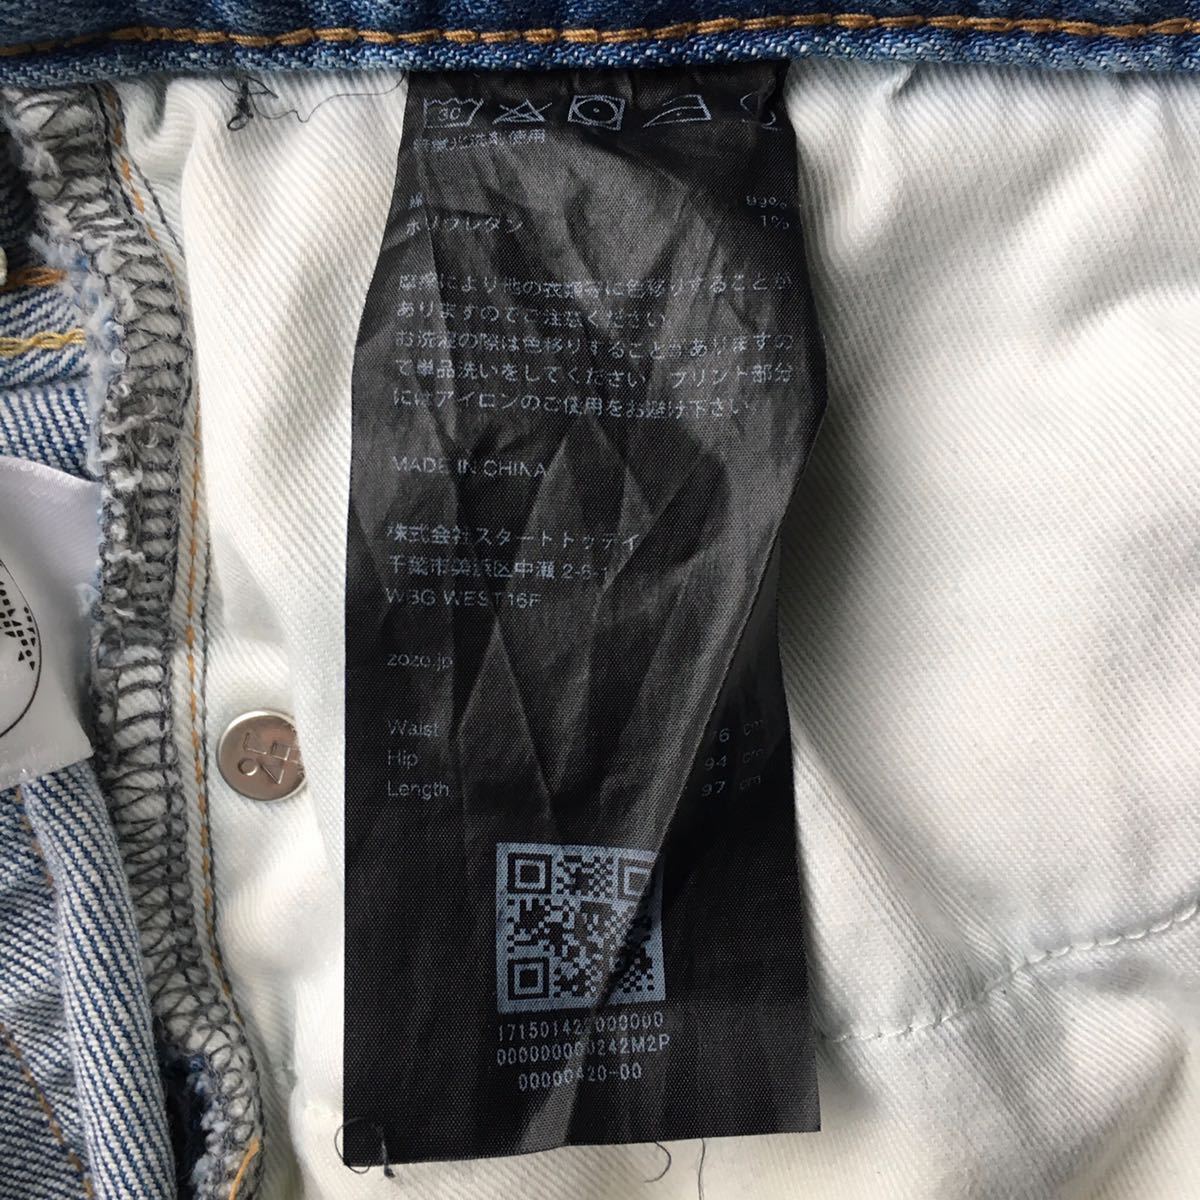 30
無蛍光洗剤使用
綿 99%
ポリウレタン 1%
摩擦により他の衣類等に色移りすることが
ありますのでご注意ください。
お洗濯の際は色移りすることがありますの
で単品洗いをしてください。プリント部分
にはアイロンのご使用をお避け下さい。
MADE IN CHINA
株式会社スタートトゥデイ
千葉市美浜区中瀬 2-6-1
WBG WEST 16F
zozo.jp
Waist 76 cm
Hip 94 cm
Length 97 cm
000000000242M2P
00000420-00